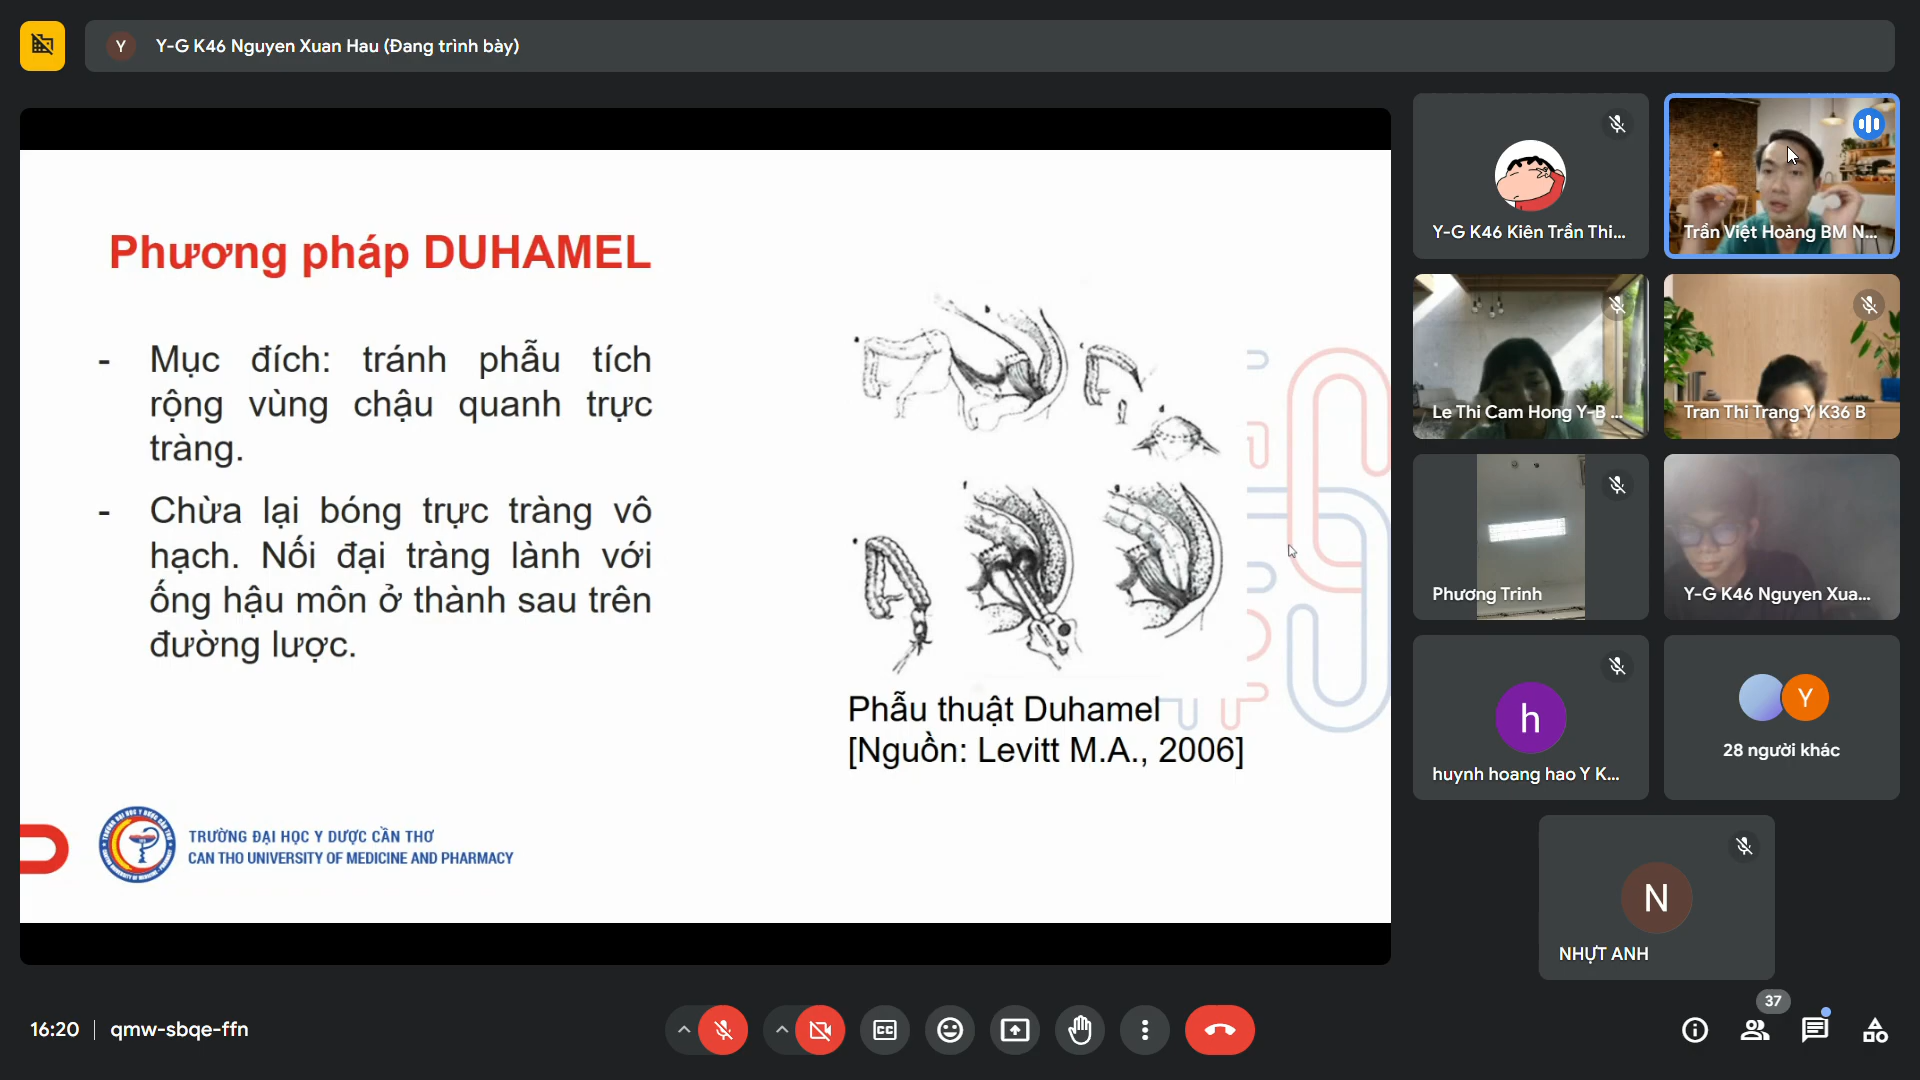 Y
Y-G K46 Nguyen Xuan Hau (Đang trình bày)
Phương pháp DUHAMEL
- Mục đích: tránh phẫu tích
rộng vùng chậu quanh trực
tràng.
- Chừa lại bóng trực tràng vô
hạch. Nối đại tràng lành với
ống hậu môn ở thành sau trên
đường lược.
Phẫu thuật Duhamel
[Nguồn: Levitt M.A., 2006]
TRƯỜNG ĐẠI HỌC Y DƯỢC CẦN THƠ
CAN THO UNIVERSITY OF MEDICINE AND PHARMACY
Y-G K46 Kiên Trần Thi...
Trần Việt Hoàng BM N...
Le Thi Cam Hong Y-B ...
Tran Thi Trang Y K36 B
Phương Trinh
Y-G K46 Nguyen Xua...
h
huynh hoang hao Y K...
Y
28 người khác
N
NHỰT ANH
16:20 | qmw-sbqe-ffn
CC
37